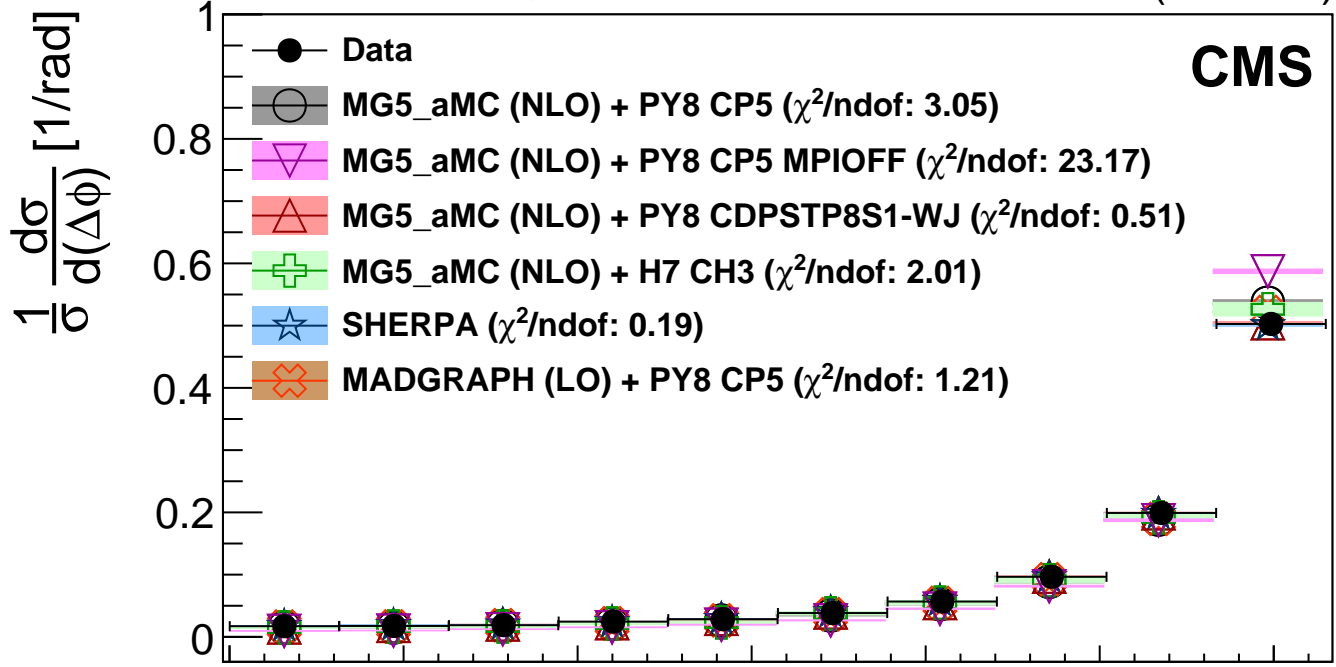 1
CMS
Data
MG5_aMC (NLO) + PY8 CP5 (χ²/ndof: 3.05)
0.8
MG5_aMC (NLO) + PY8 CP5 MPIOFF (χ²/ndof: 23.17)
MG5_aMC (NLO) + PY8 CDPSTP8S1-WJ (χ²/ndof: 0.51)
0.6
MG5_aMC (NLO) + H7 CH3 (χ²/ndof: 2.01)
SHERPA (χ²/ndof: 0.19)
0.4
MADGRAPH (LO) + PY8 CP5 (χ²/ndof: 1.21)
0.2
0
1/σ dσ/d(Δϕ) [1/rad]